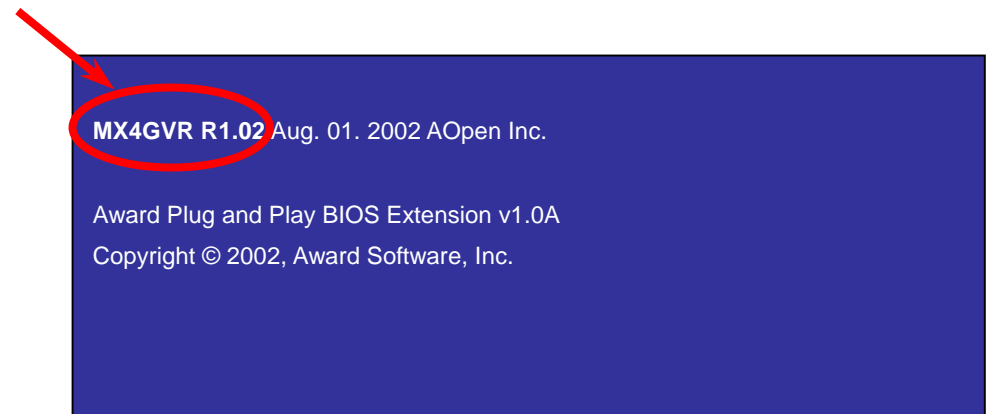 MX4GVR R1.02 Aug. 01. 2002 AOpen Inc.
Award Plug and Play BIOS Extension v1.0A
Copyright © 2002, Award Software, Inc.